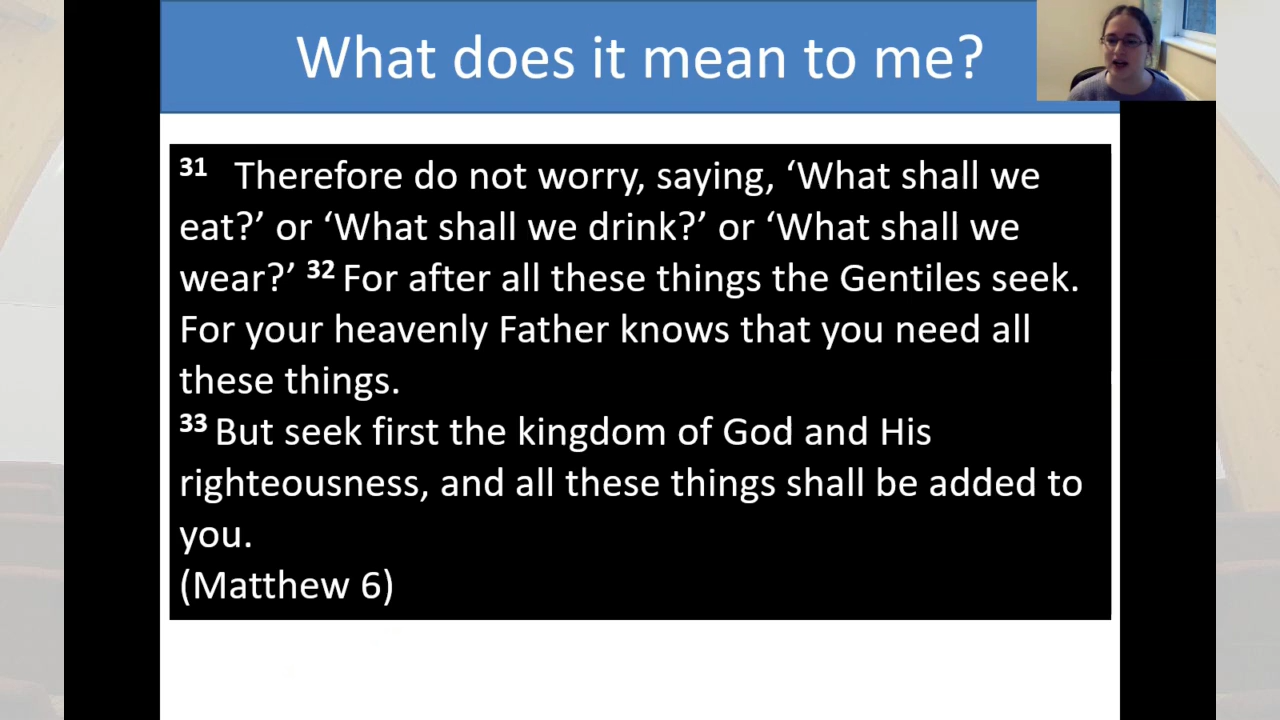 What does it mean to me?
31 Therefore do not worry, saying, ‘What shall we
eat?’ or ‘What shall we drink?’ or ‘What shall we
wear?’ 32 For after all these things the Gentiles seek.
For your heavenly Father knows that you need all
these things.
33 But seek first the kingdom of God and His
righteousness, and all these things shall be added to
you.
(Matthew 6)